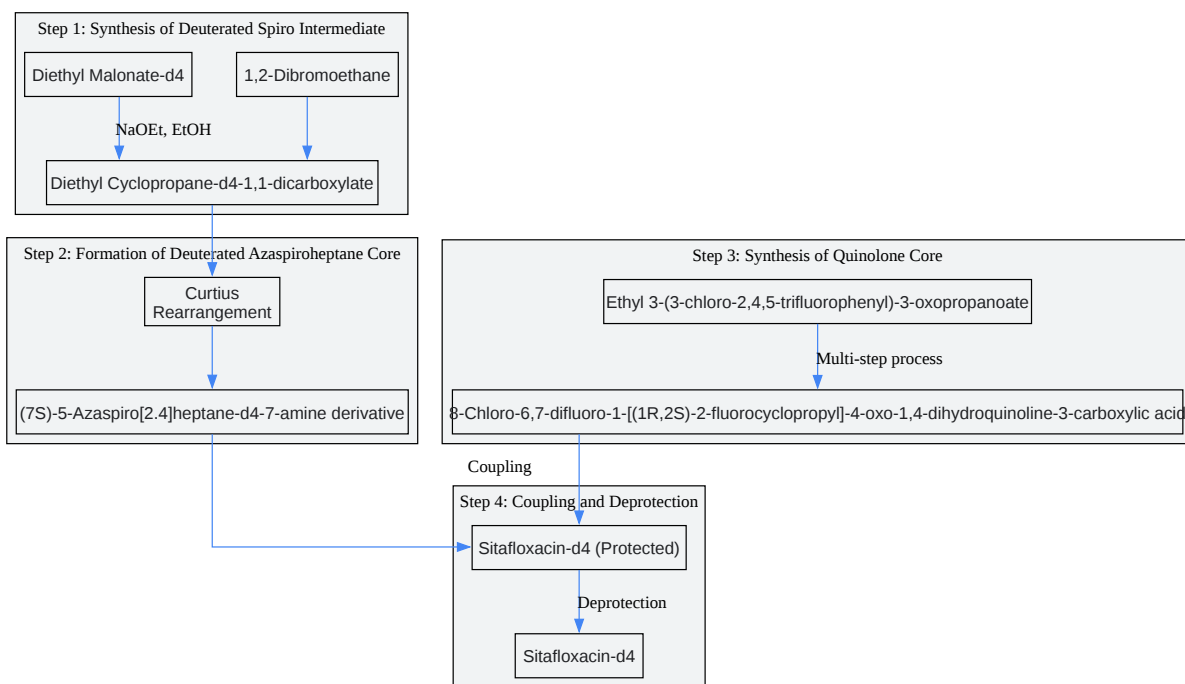 Step 1: Synthesis of Deuterated Spiro Intermediate
Diethyl Malonate-d4
1,2-Dibromoethane
NaOEt, EtOH
Diethyl Cyclopropane-d4-1,1-dicarboxylate
Step 2: Formation of Deuterated Azaspiroheptane Core
Curtius
Rearrangement
(7S)-5-Azaspiro[2.4]heptane-d4-7-amine derivative
Step 3: Synthesis of Quinolone Core
Ethyl 3-(3-chloro-2,4,5-trifluorophenyl)-3-oxopropanoate
Multi-step process
8-Chloro-6,7-difluoro-1-[(1R,2S)-2-fluorocyclopropyl]-4-oxo-1,4-dihydroquinoline-3-carboxylic acid
Coupling
Step 4: Coupling and Deprotection
Sitafloxacin-d4 (Protected)
Deprotection
Sitafloxacin-d4